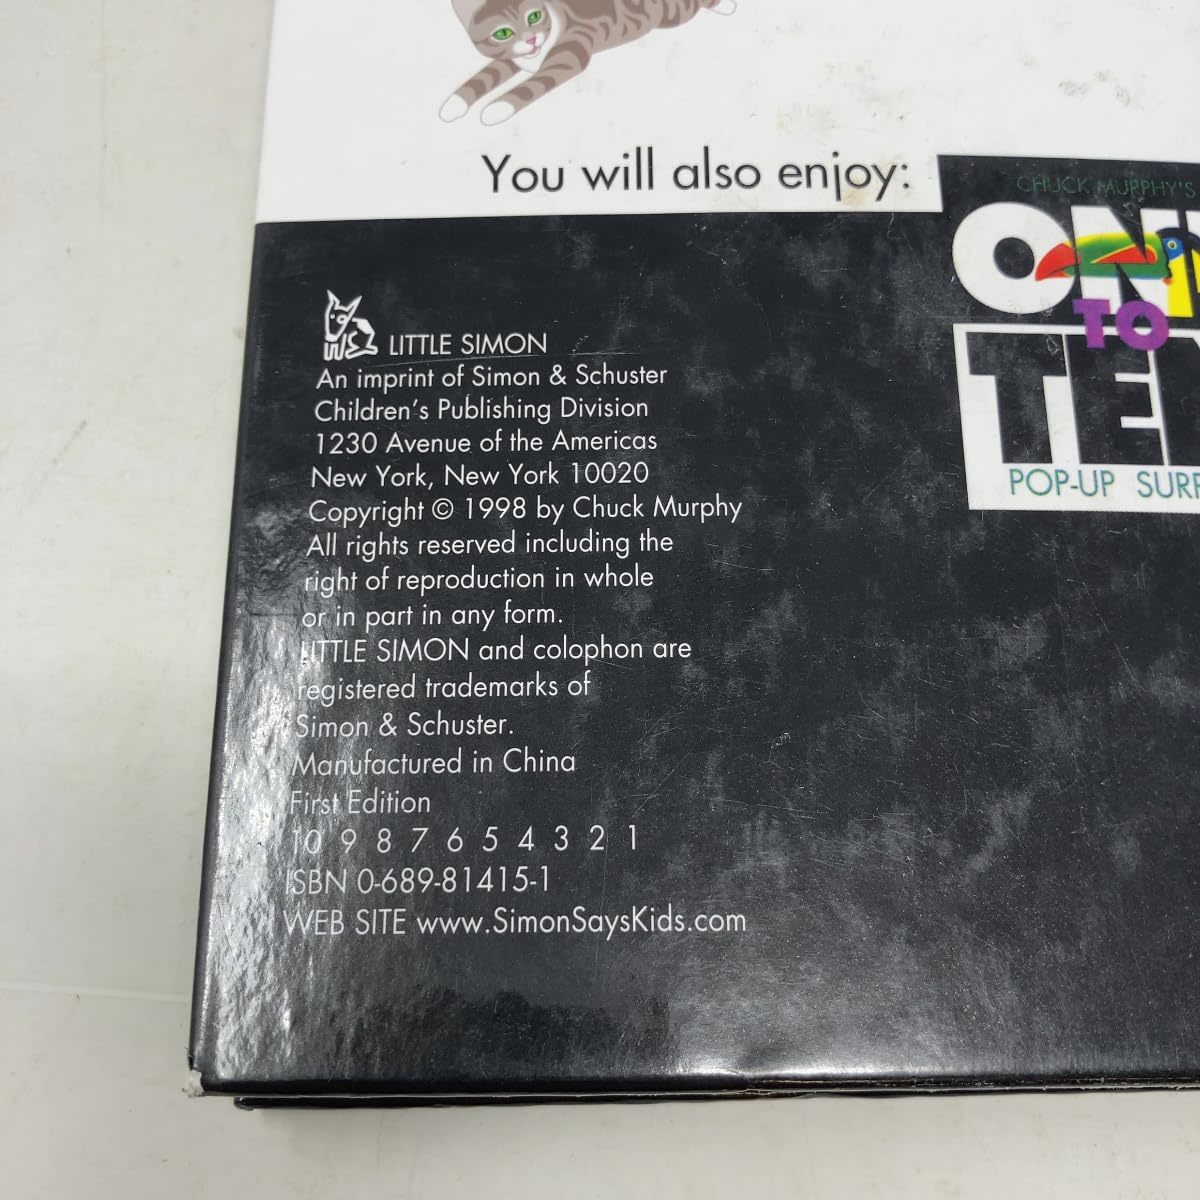 You will also enjoy:
CHUCK MURPHY'S
TO
POP-UP
LITTLE SIMON
An imprint of Simon & Schuster
Children's Publishing Division
1230 Avenue of the Americas
New York, New York 10020
Copyright © 1998 by Chuck Murphy
All rights reserved including the
right of reproduction in whole
or in part in any form.
LITTLE SIMON and colophon are
registered trademarks of
Simon & Schuster.
Manufactured in China
First Edition
10 9 8 7 6 5 4 3 2 1
ISBN 0-689-81415-1
WEB SITE www.SimonSaysKids.com